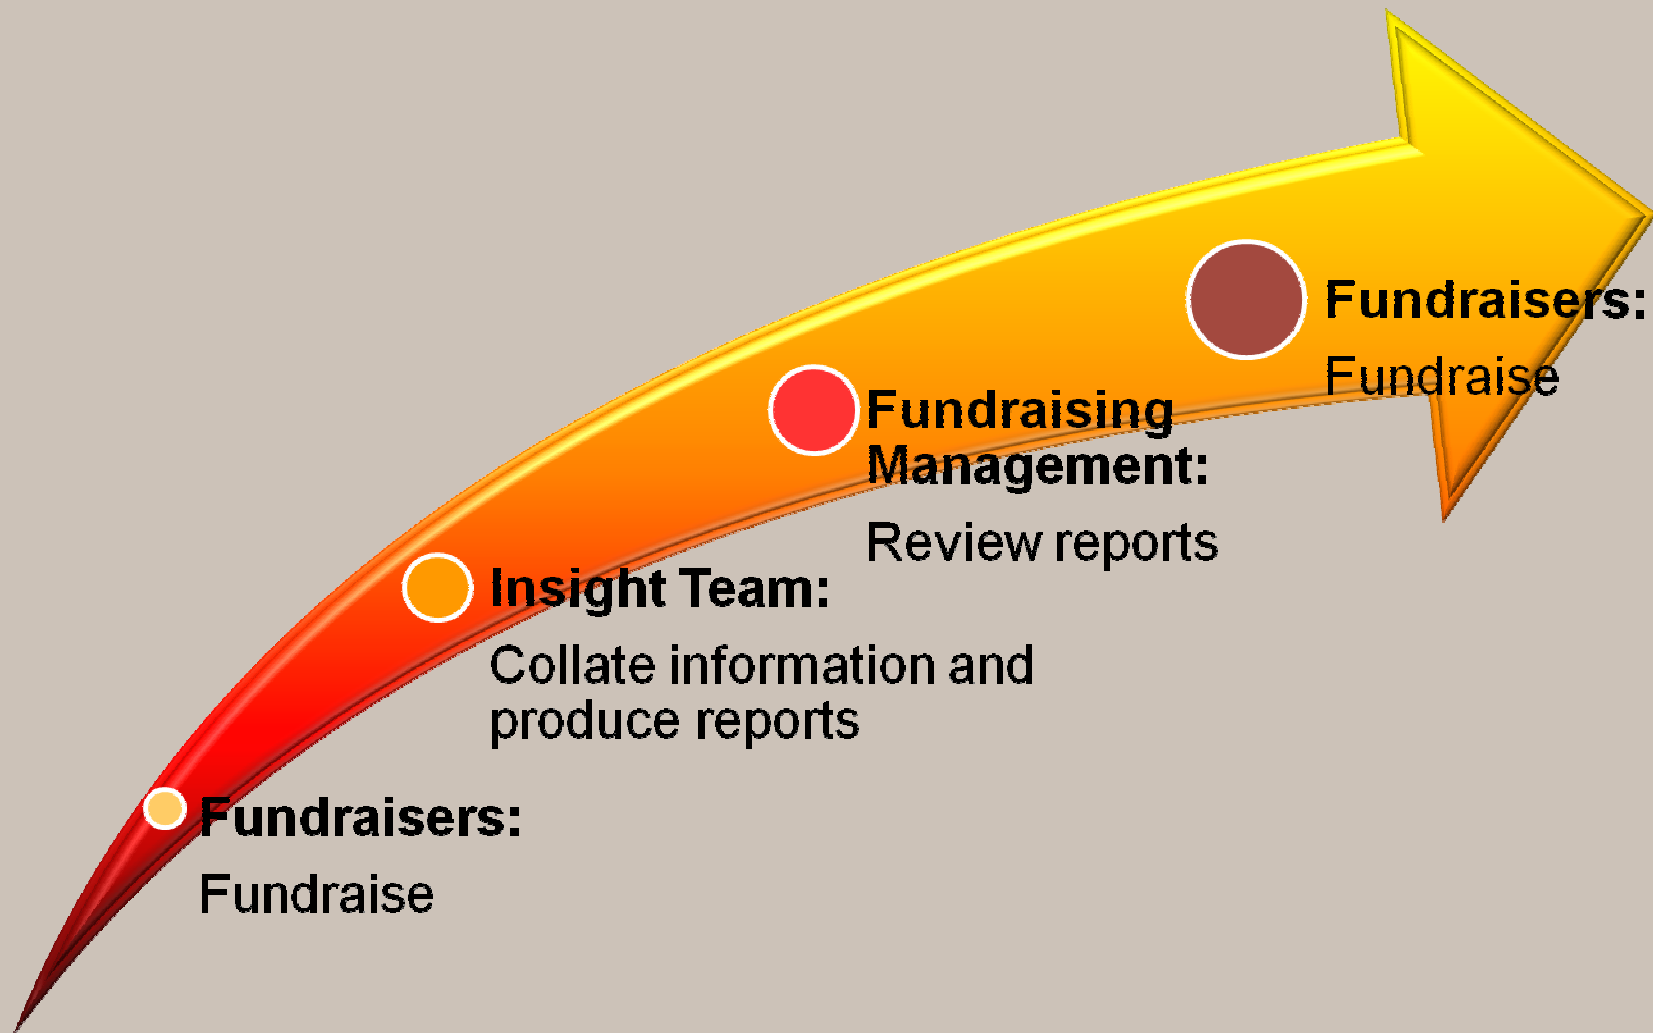 Fundraisers:
Fundraise
Insight Team:
Collate information and
produce reports
Fundraising
Management:
Review reports
Fundraisers:
Fundraise